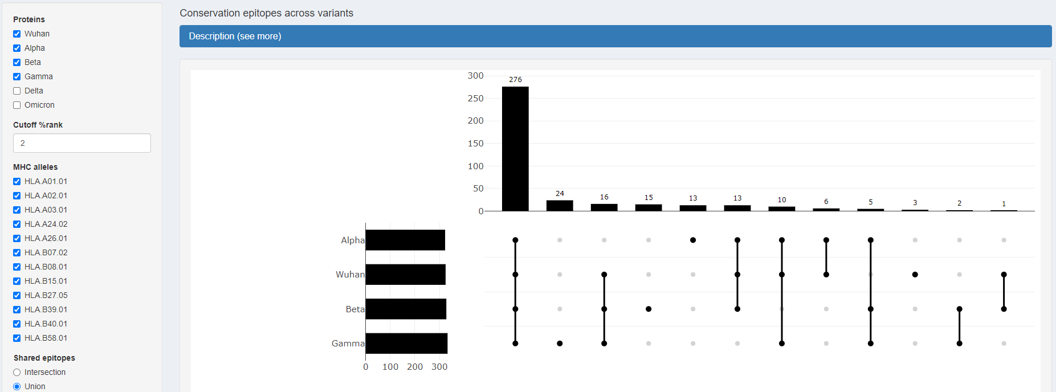 Proteins
Wuhan
Alpha
Beta
Gamma
Delta
Omicron
Cutoff %rank
2
MHC alleles
HLA.A01.01
HLA.A02.01
HLA.A03.01
HLA.A24.02
HLA.A26.01
HLA.B07.02
HLA.B08.01
HLA.B15.01
HLA.B27.05
HLA.B39.01
HLA.B40.01
HLA.B58.01
Shared epitopes
Intersection
Union
Conservation epitopes across variants
Description (see more)
300
250
200
150
100
50
0
276
24
16
15
13
13
10
6
5
3
2
1
Alpha
Wuhan
Beta
Gamma
0 100 200 300